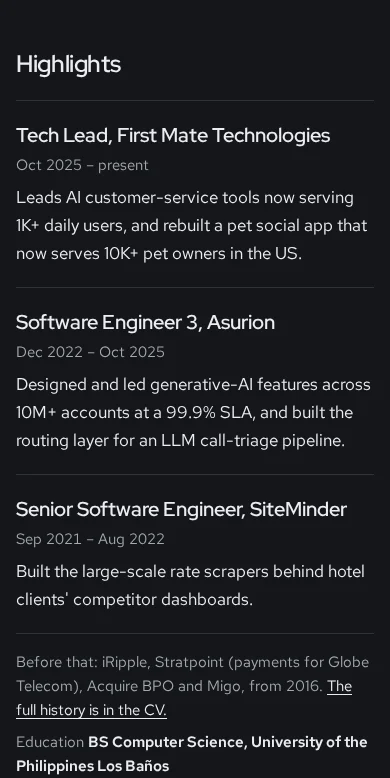 Highlights
Tech Lead, First Mate Technologies
Oct 2025 – present
Leads AI customer-service tools now serving
1K+ daily users, and rebuilt a pet social app that
now serves 10K+ pet owners in the US.
Software Engineer 3, Asurion
Dec 2022 – Oct 2025
Designed and led generative-AI features across
10M+ accounts at a 99.9% SLA, and built the
routing layer for an LLM call-triage pipeline.
Senior Software Engineer, SiteMinder
Sep 2021 – Aug 2022
Built the large-scale rate scrapers behind hotel
clients' competitor dashboards.
Before that: iRipple, Stratpoint (payments for Globe
Telecom), Acquire BPO and Migo, from 2016. The
full history is in the CV.
Education BS Computer Science, University of the
Philippines Los Baños